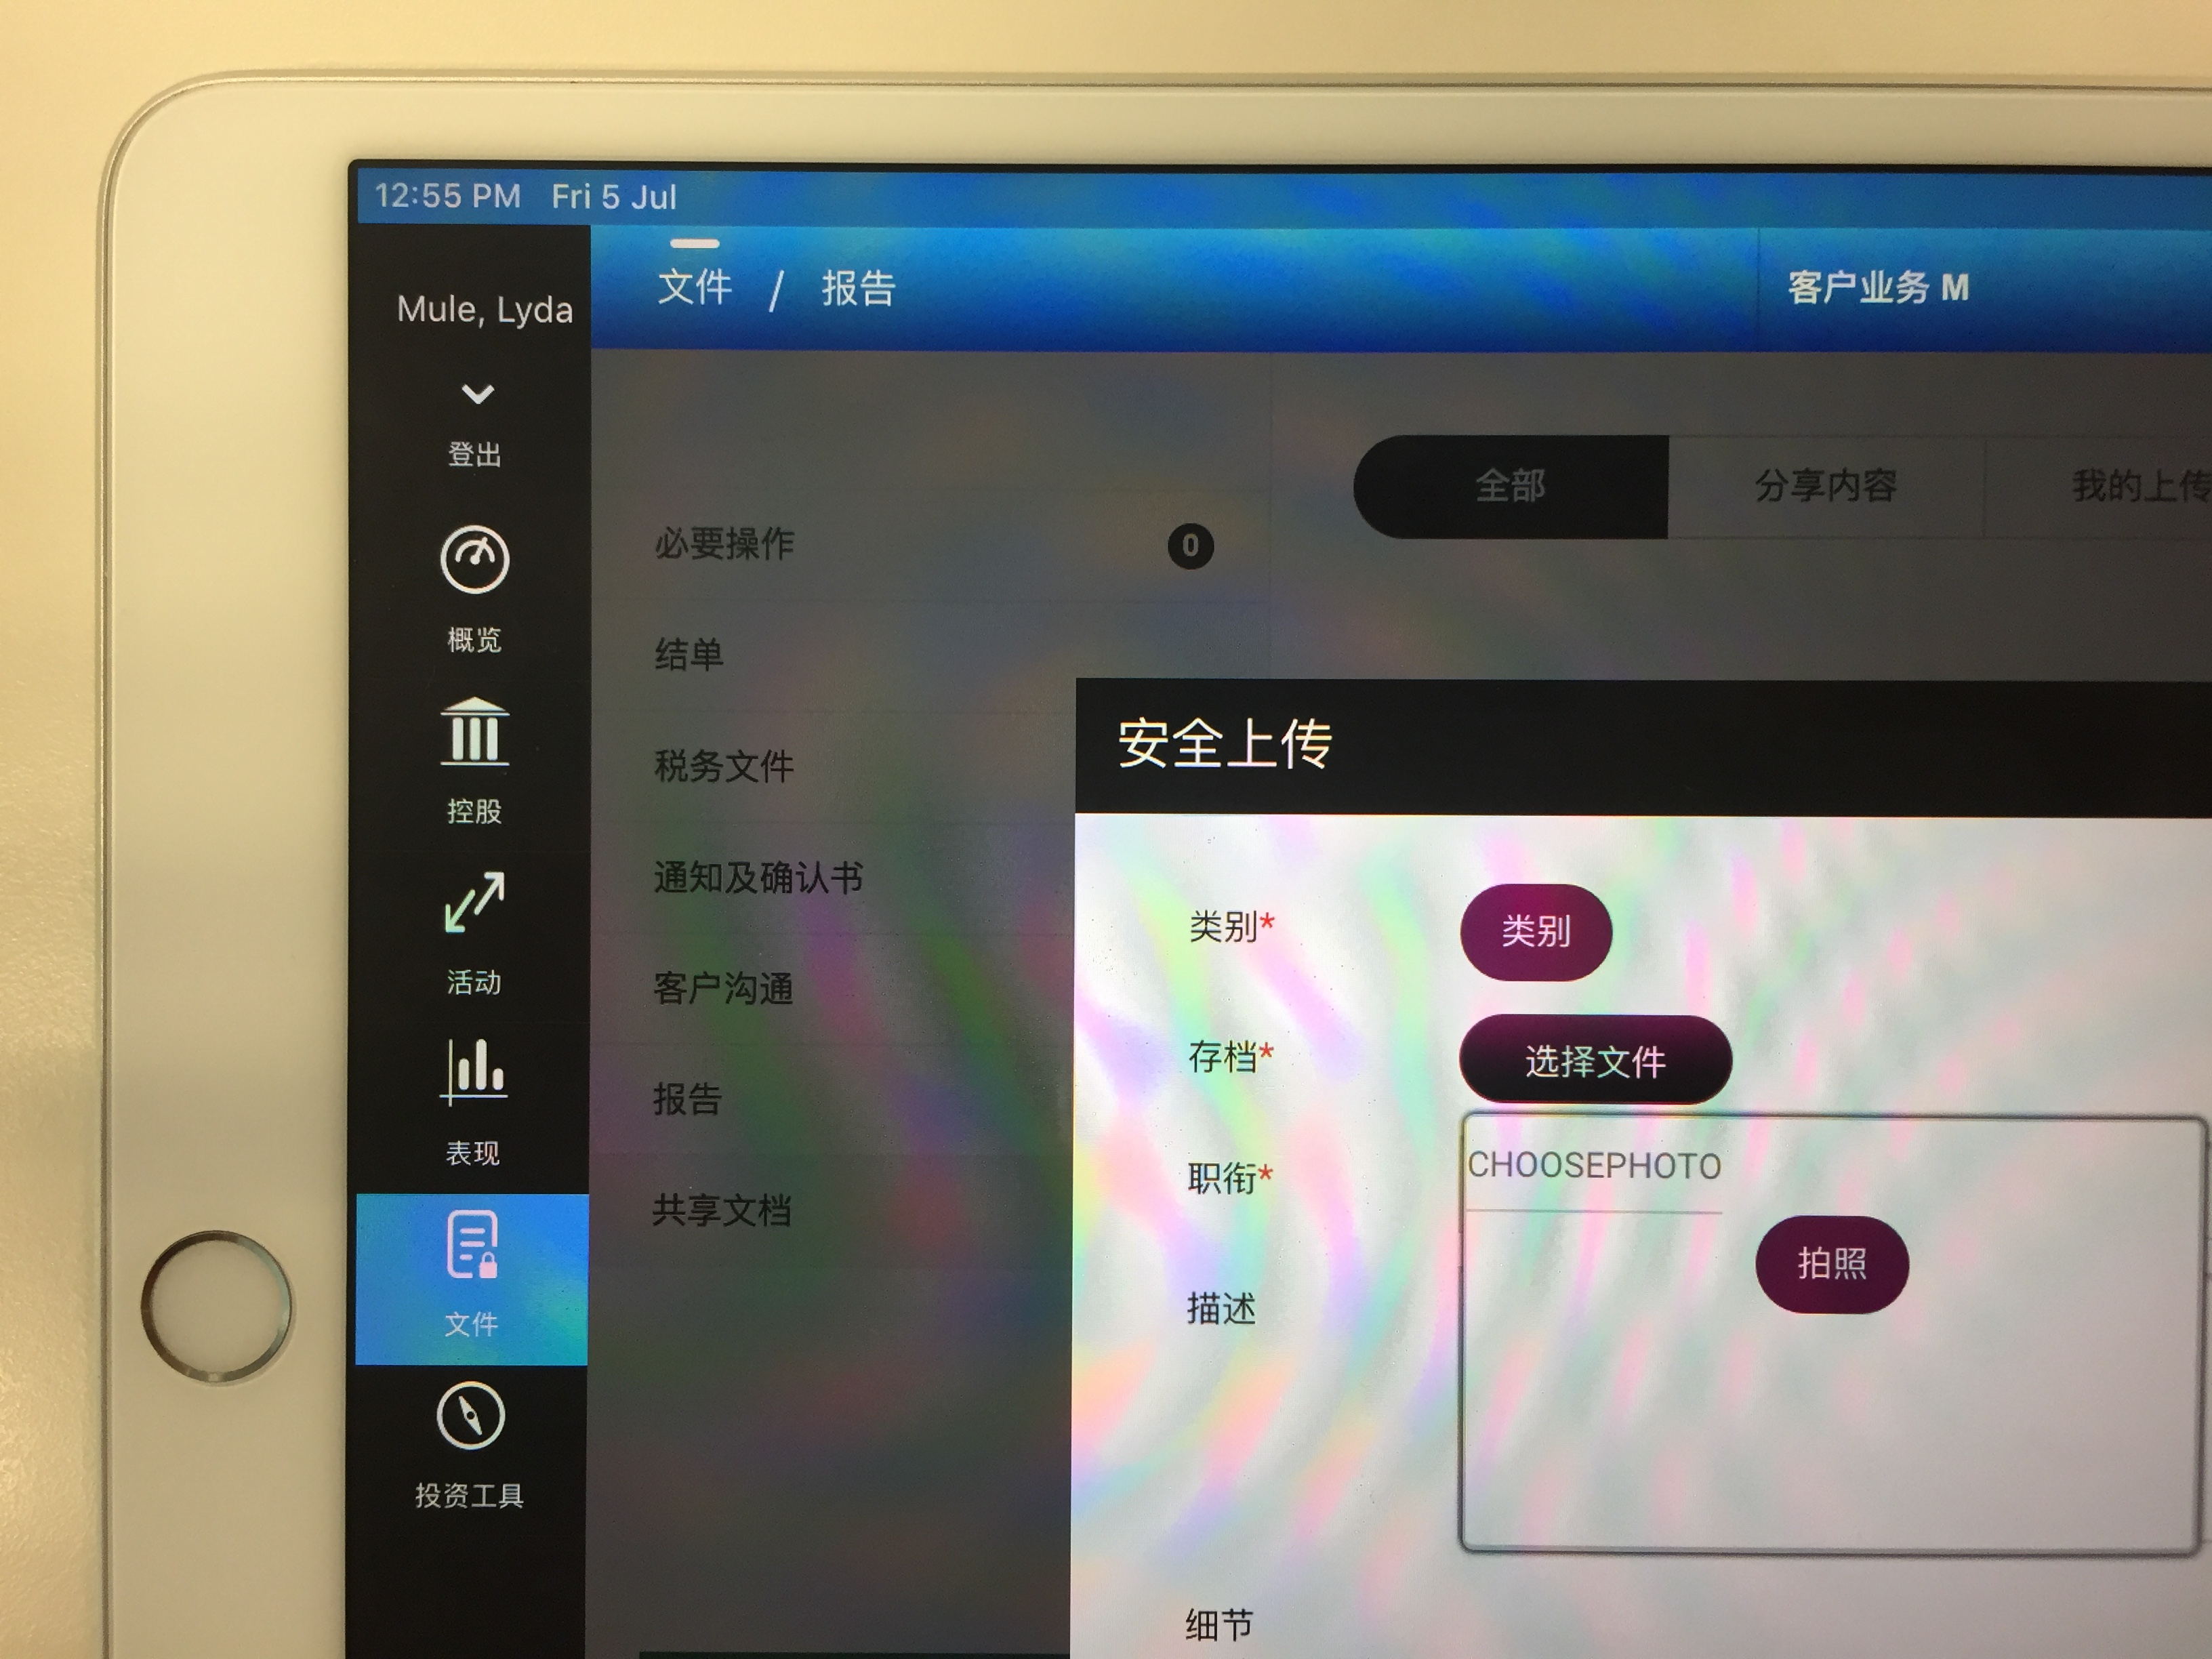 12:55 PM Fri 5 Jul
Mule, Lyda
登出
概览
控股
活动
表现
文件
投资工具
文件 / 报告
客户业务 M
全部
分享内容
我的上传
必要操作
0
结单
税务文件
通知及确认书
客户沟通
报告
共享文档
安全上传
类别*
类别
存档*
选择文件
职衔*
CHOOSEPHOTO
拍照
描述
细节